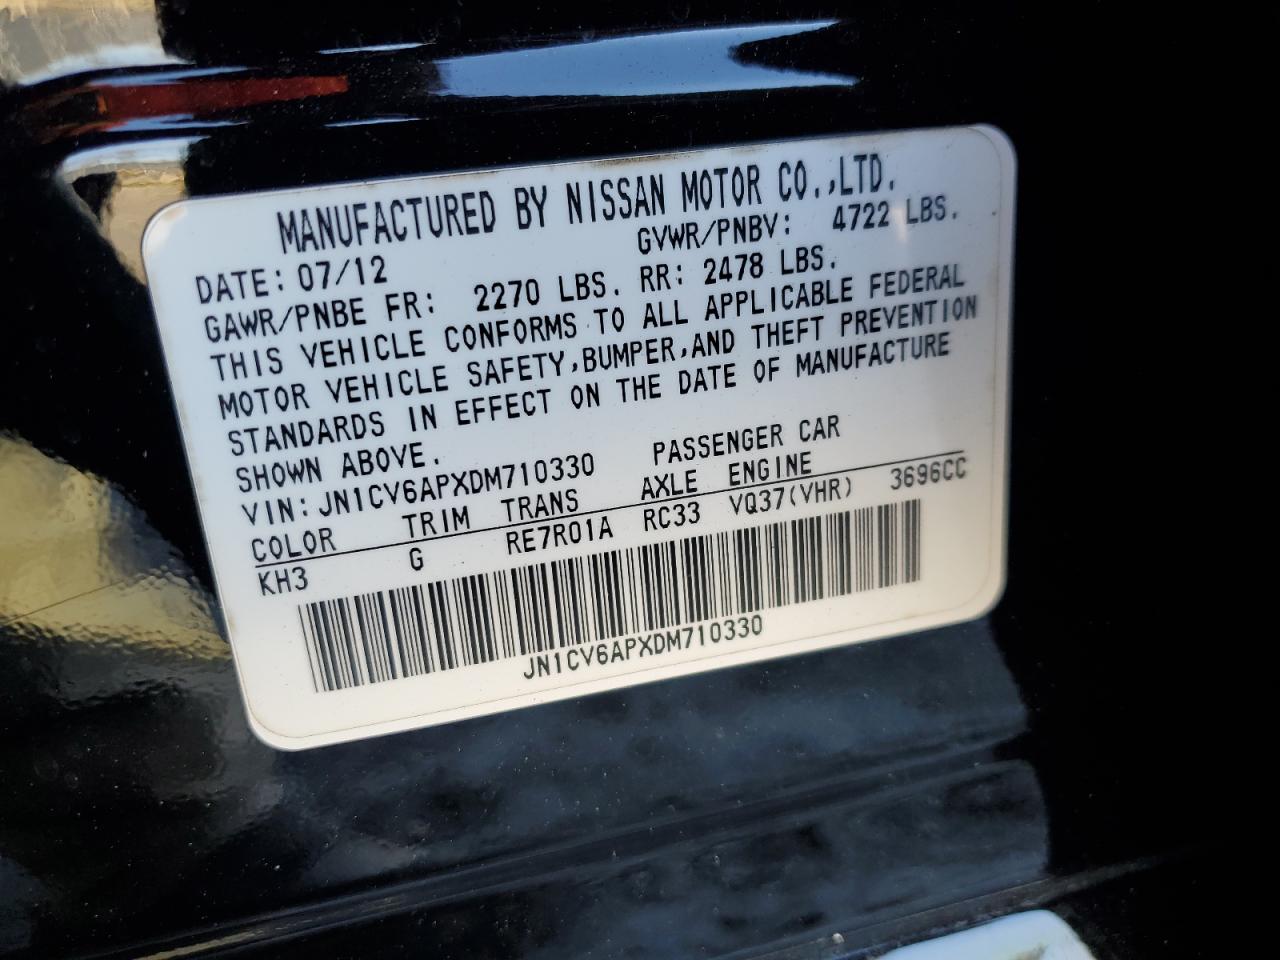 MANUFACTURED BY NISSAN MOTOR CO.,LTD.
DATE: 07/12 GVWR/PNBV: 4722 LBS.
GAWR/PNBE FR: 2270 LBS. RR: 2478 LBS.
THIS VEHICLE CONFORMS TO ALL APPLICABLE FEDERAL
MOTOR VEHICLE SAFETY,BUMPER,AND THEFT PREVENTION
STANDARDS IN EFFECT ON THE DATE OF MANUFACTURE
SHOWN ABOVE.
VIN: JN1CV6APXDM710330 PASSENGER CAR
COLOR TRIM TRANS AXLE ENGINE
KH3 G RE7R01A RC33 VQ37(VHR) 3696CC
JN1CV6APXDM710330